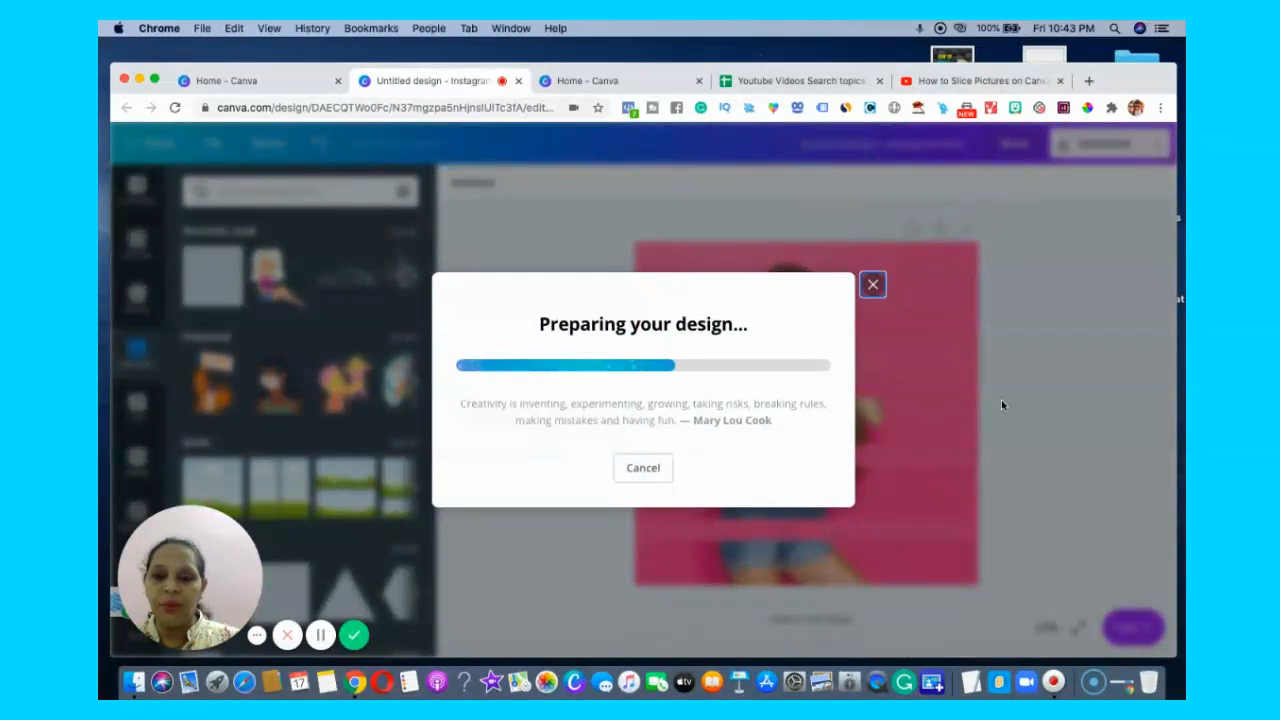 Chrome File Edit View History Bookmarks People Tab Window Help 100% Fri 10:43 PM
Home - Canva Untitled design - Instagram Home - Canva Youtube Videos Search topics How to Slice Pictures on Canva
canva.com/design/DAECQTWo0Fc/N37mgzpa5nHjnsIUlTc3fA/edit...
NEW
Preparing your design...
Creativity is inventing, experimenting, growing, taking risks, breaking rules,
making mistakes and having fun. — Mary Lou Cook
Cancel
17